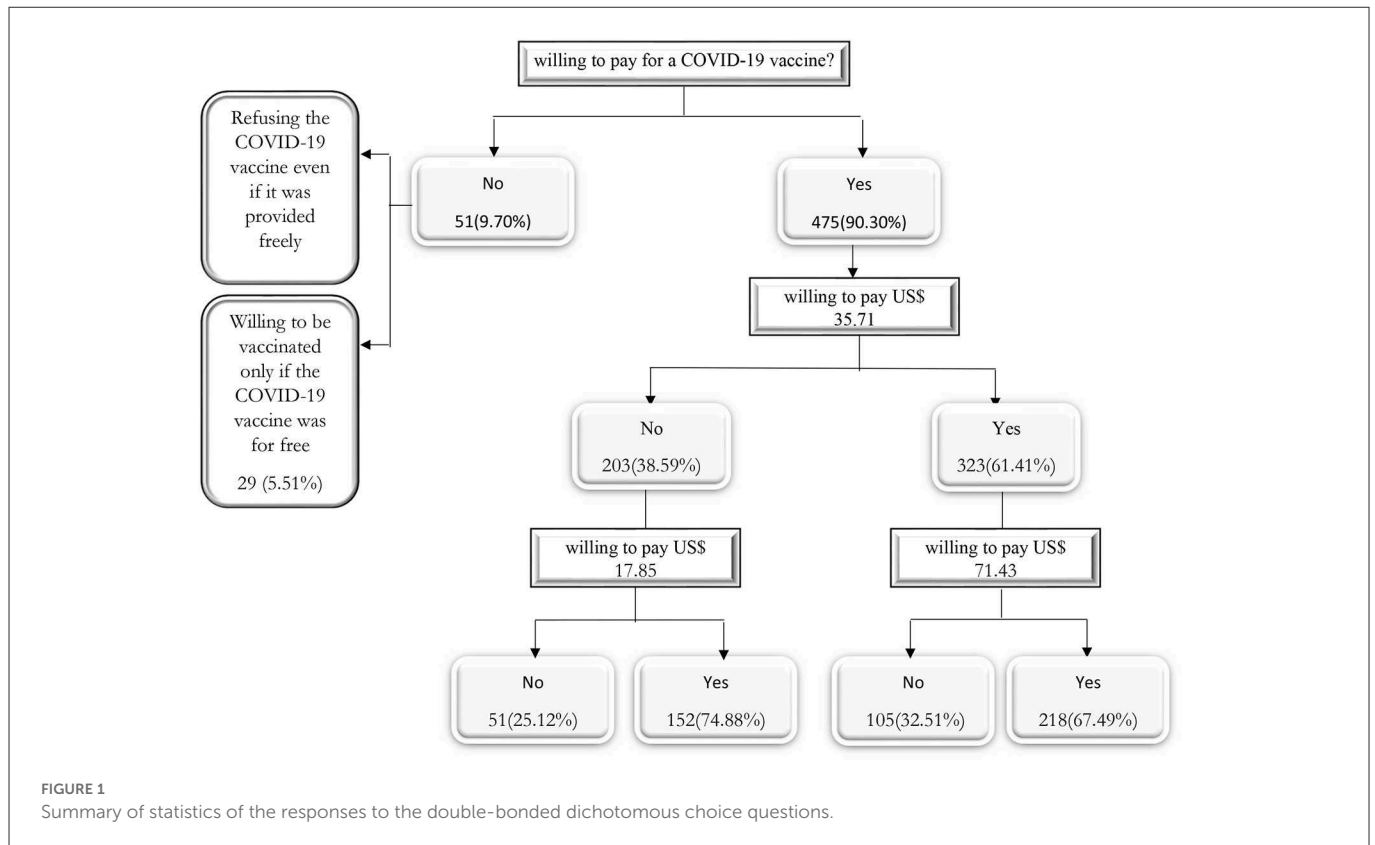 willing to pay for a COVID-19 vaccine?
Refusing the
COVID-19
vaccine even
if it was
provided
freely
No
51(9.70%)
Yes
475(90.30%)
willing to pay US$
35.71
Willing to be
vaccinated
only if the
COVID-19
vaccine was
for free
29 (5.51%)
No
203(38.59%)
Yes
323(61.41%)
willing to pay US$
17.85
willing to pay US$
71.43
No
51(25.12%)
Yes
152(74.88%)
No
105(32.51%)
Yes
218(67.49%)
FIGURE 1
Summary of statistics of the responses to the double-bonded dichotomous choice questions.